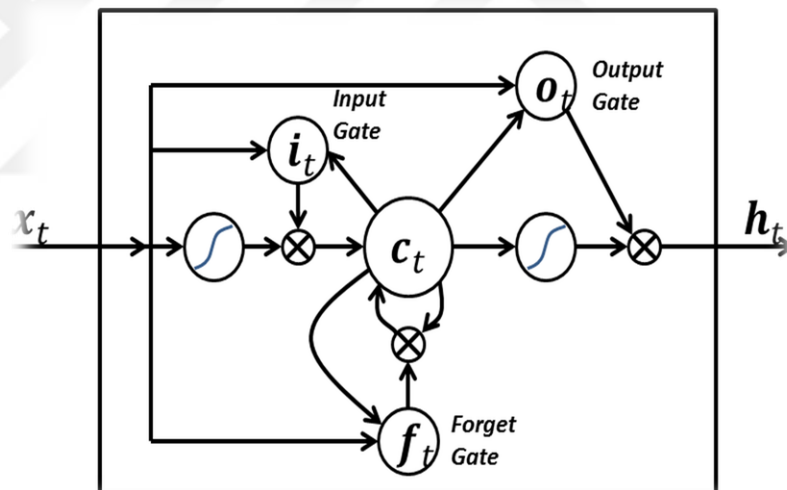 Output
Gate
o_t
Input
Gate
i_t
x_t
c_t
h_t
f_t
Forget
Gate